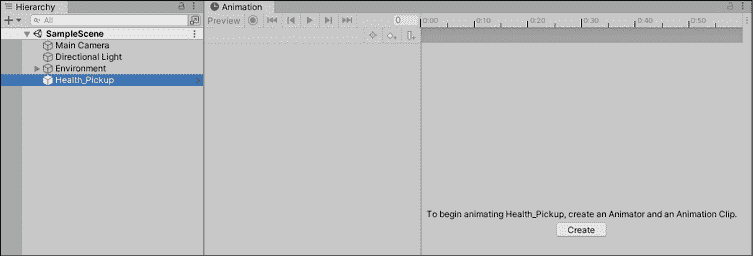 Hierarchy
All
SampleScene
Main Camera
Directional Light
Environment
Health_Pickup
Animation
Preview
0
0:00 0:10 0:20 0:30 0:40 0:50
To begin animating Health_Pickup, create an Animator and an Animation Clip.
Create